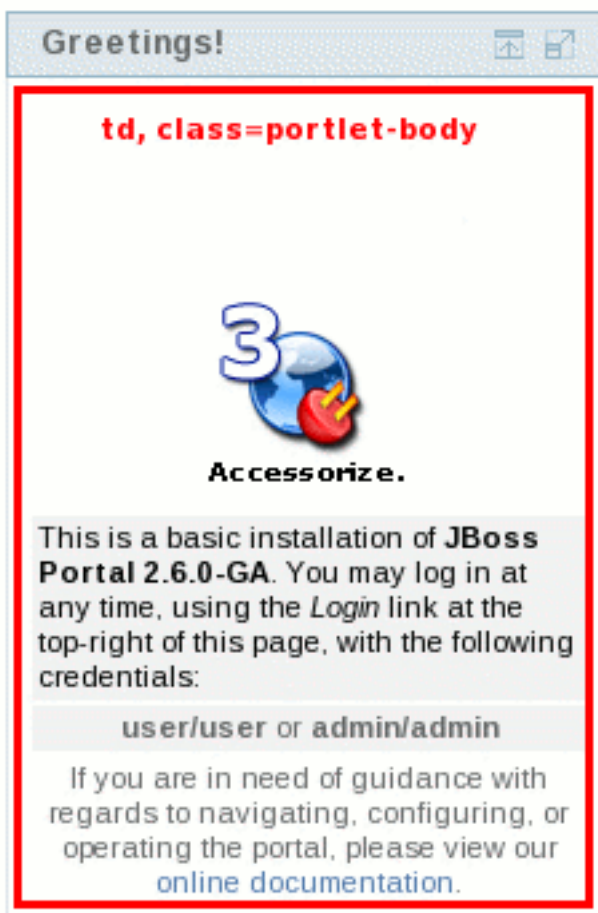 Greetings!
td, class=portlet-body
3
Accessorize.
This is a basic installation of JBoss
Portal 2.6.0-GA. You may log in at
any time, using the Login link at the
top-right of this page, with the following
credentials:
user/user or admin/admin
If you are in need of guidance with
regards to navigating, configuring, or
operating the portal, please view our
online documentation.